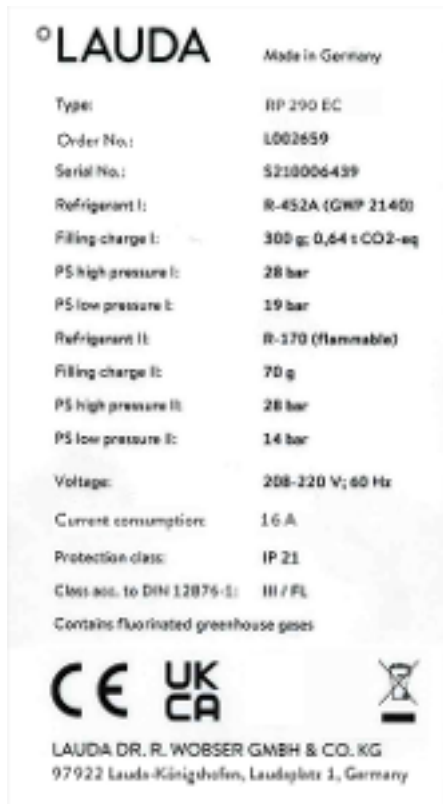 °LAUDA
Made in Germany
Type: RP 290 EC
Order No.: L002659
Serial No.: S210006439
Refrigerant I: R-452A (GWP 2140)
Filling charge I: 300 g; 0,64 t CO2-eq
PS high pressure I: 28 bar
PS low pressure I: 19 bar
Refrigerant II: R-170 (flammable)
Filling charge II: 70 g
PS high pressure II: 28 bar
PS low pressure II: 14 bar
Voltage: 208-220 V; 60 Hz
Current consumption: 16 A
Protection class: IP 21
Class acc. to DIN 12876-1: III / FL
Contains fluorinated greenhouse gases
CE UK
CA
LAUDA DR. R. WOBSER GMBH & CO. KG
97922 Lauda-Königshofen, Laudaplatz 1, Germany